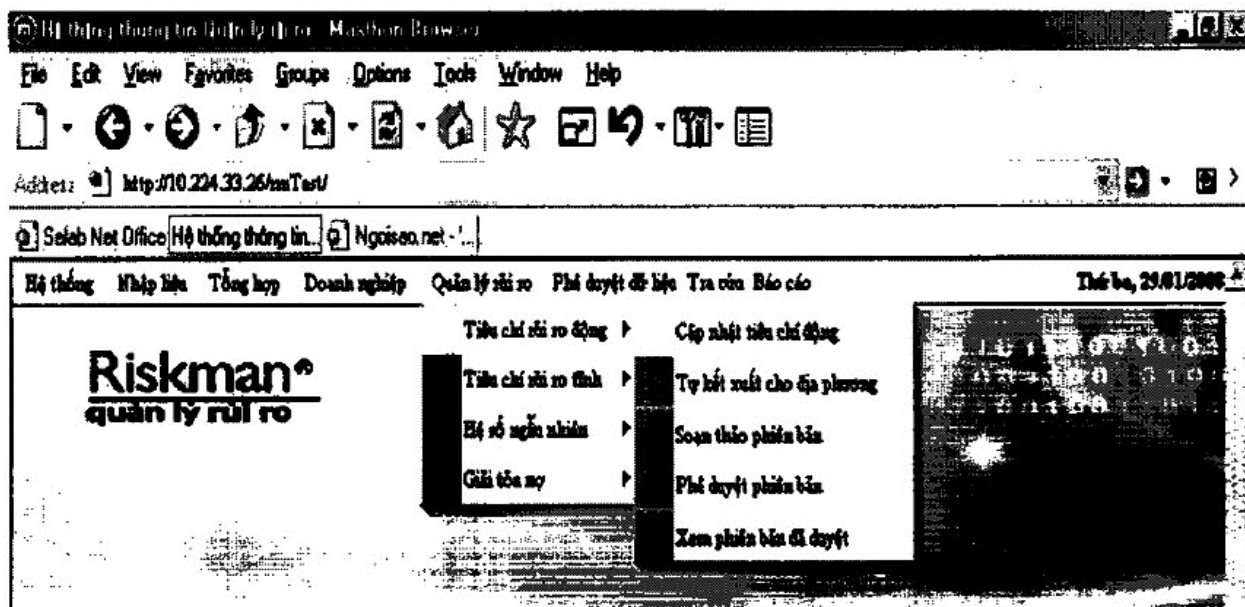 Hệ thống thông tin Quản lý rủi ro - Maxthon Browser
File Edit View Favorites Groups Options Tools Window Help
Address http://10.224.33.26/rmTest/
Selab Net Office Hệ thống thông tin... Ngoisao.net - '...
Hệ thống Nhập liệu Tổng hợp Doanh nghiệp Quản lý rủi ro Phê duyệt dữ liệu Tra cứu Báo cáo Thứ ba, 29/01/2008
Riskman®
quản lý rủi ro
Tiêu chí rủi ro động
Tiêu chí rủi ro tĩnh
Hệ số ngẫu nhiên
Giải tỏa nợ
Cập nhật tiêu chí động
Tự kết xuất cho địa phương
Soạn thảo phiên bản
Phê duyệt phiên bản
Xem phiên bản đã duyệt